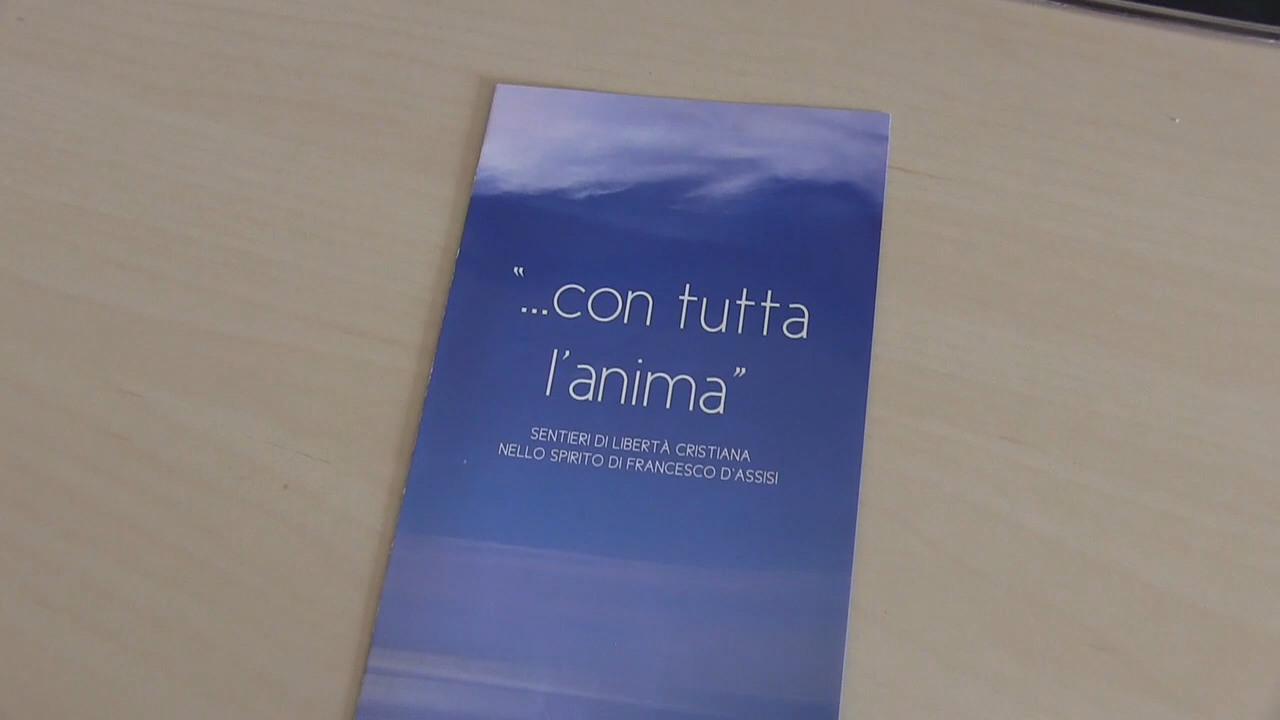 “...con tutta
l’anima”
SENTIERI DI LIBERTÀ CRISTIANA
NELLO SPIRITO DI FRANCESCO D’ASSISI